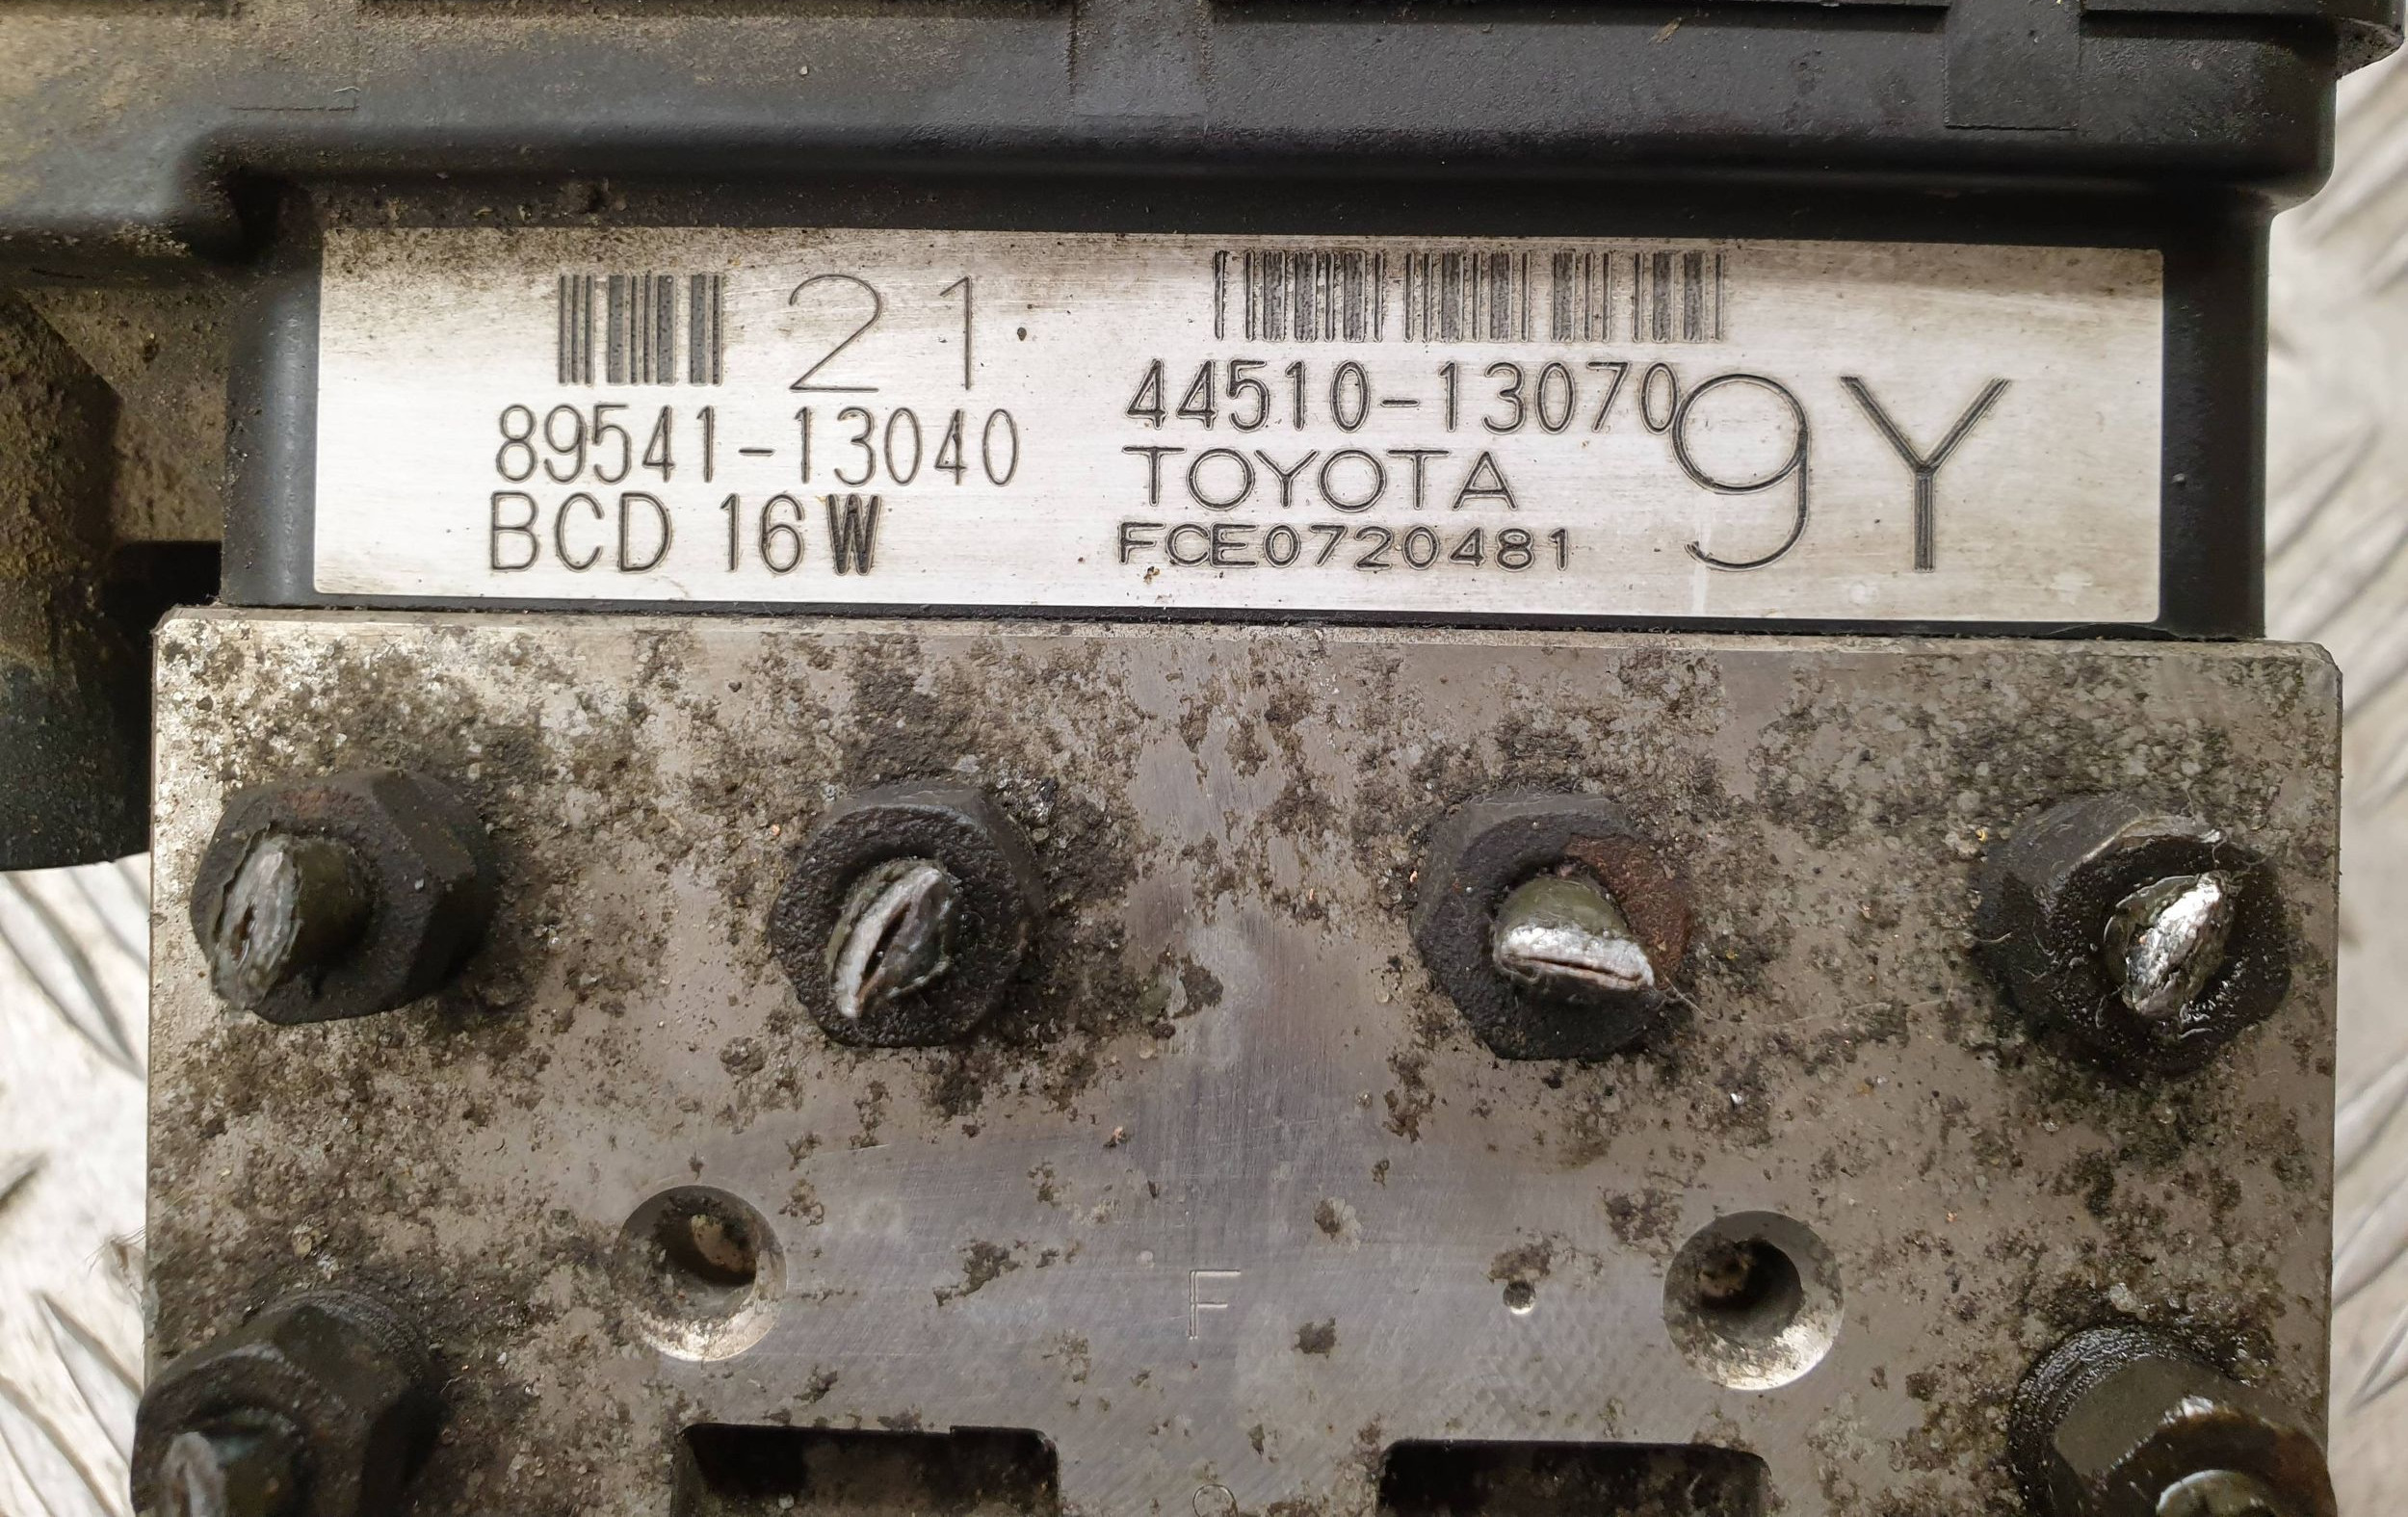 21
89541-13040
BCD 16W
44510-13070
TOYOTA
FCE0720481
9Y
F